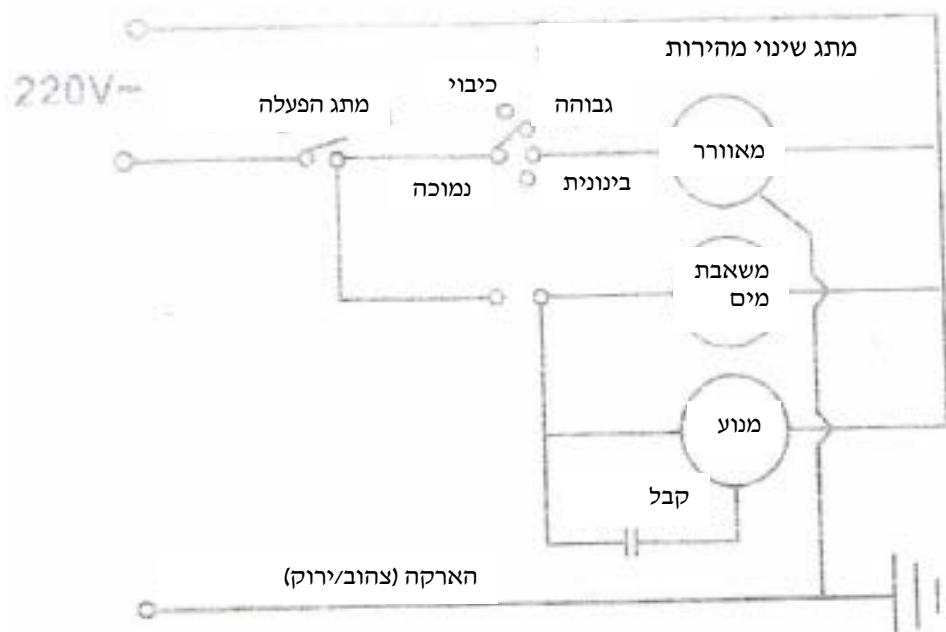 מתג שינוי מהירות
220V~
כיבוי
גבוהה
מתג הפעלה
מאוורר
נמוכה
בינונית
משאבת
מים
מנוע
קבל
הארקה (צהוב/ירוק)